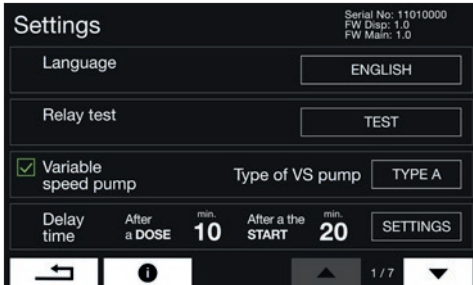 Settings
Serial No: 11010000
FW Disp: 1.0
FW Main: 1.0
Language
ENGLISH
Relay test
TEST
Variable
speed pump
Type of VS pump
TYPE A
Delay
time
After
a DOSE
min.
10
After a the
START
min.
20
SETTINGS
1/7